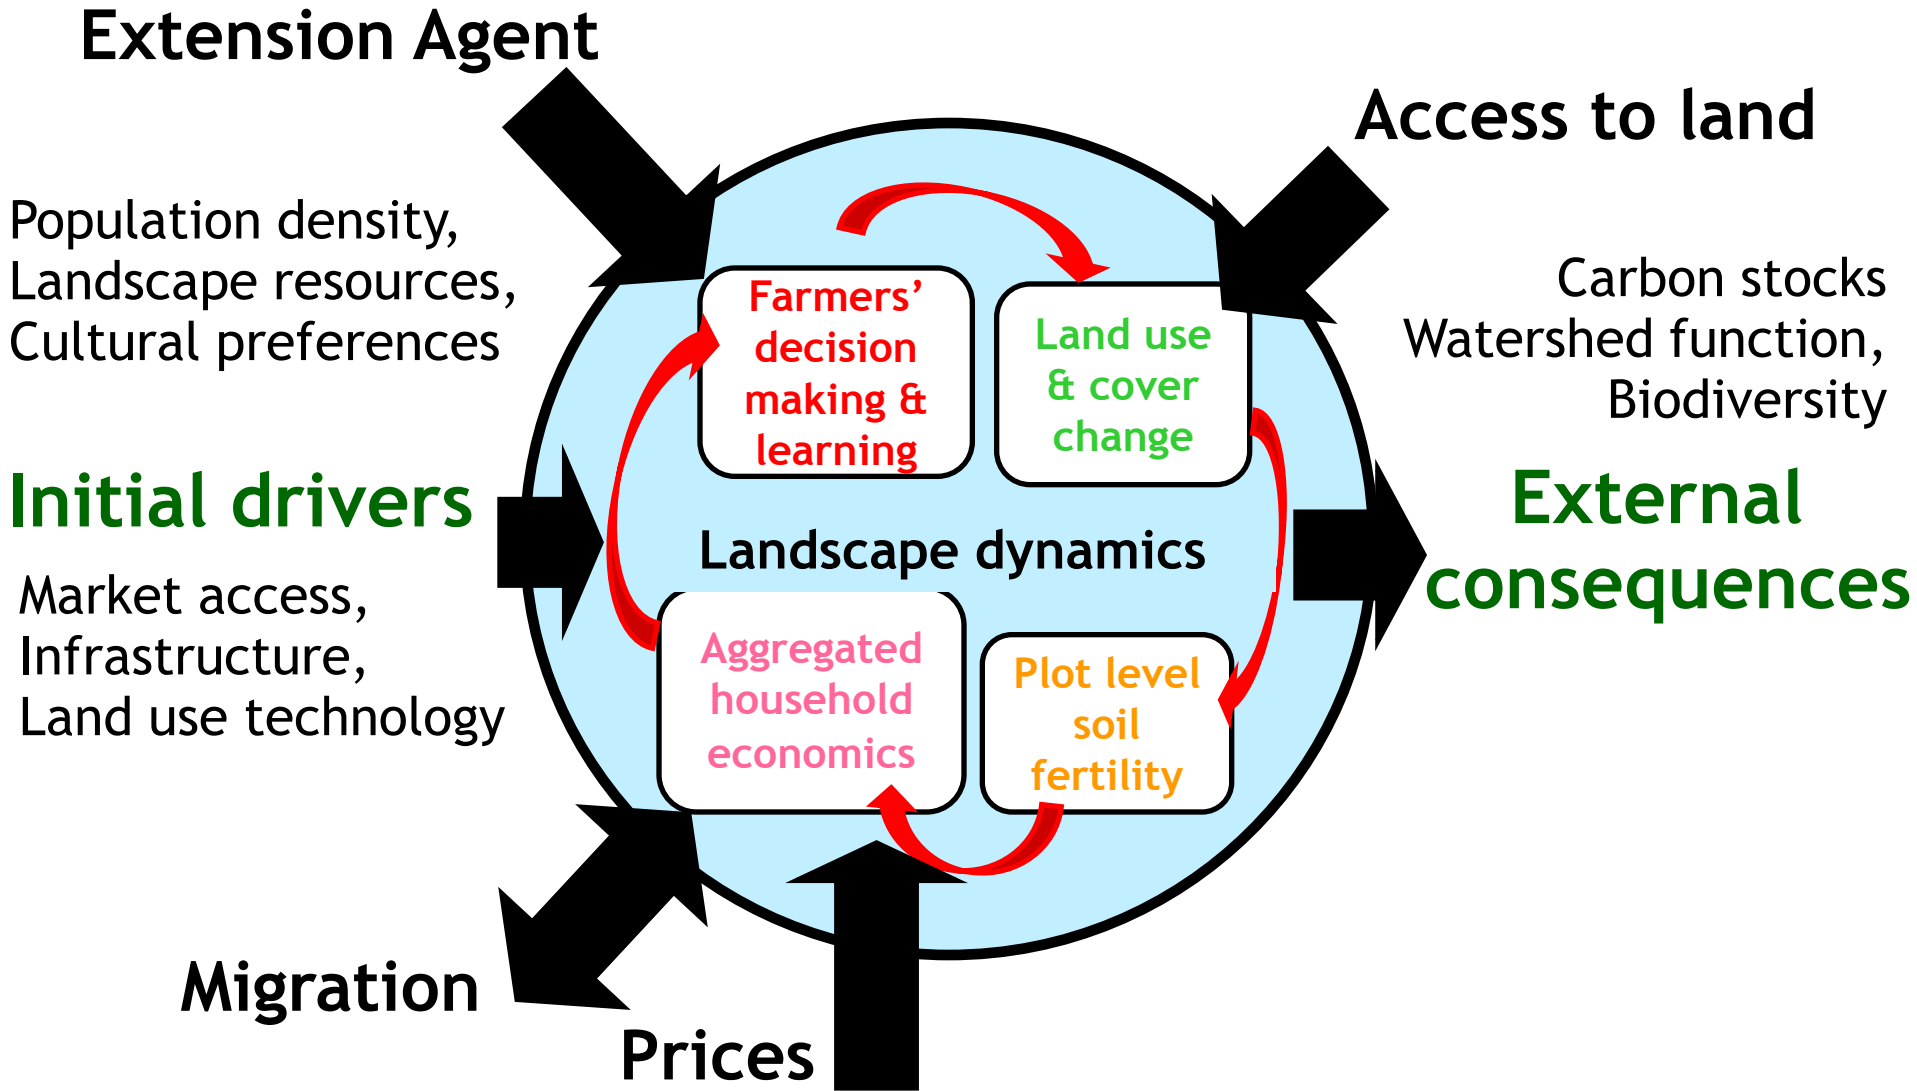 Extension Agent
Access to land
Population density,
Landscape resources,
Cultural preferences
Carbon stocks
Watershed function,
Biodiversity
Farmers’
decision
making &
learning
Land use
& cover
change
Initial drivers
External
consequences
Landscape dynamics
Market access,
Infrastructure,
Land use technology
Aggregated
household
economics
Plot level
soil
fertility
Migration
Prices